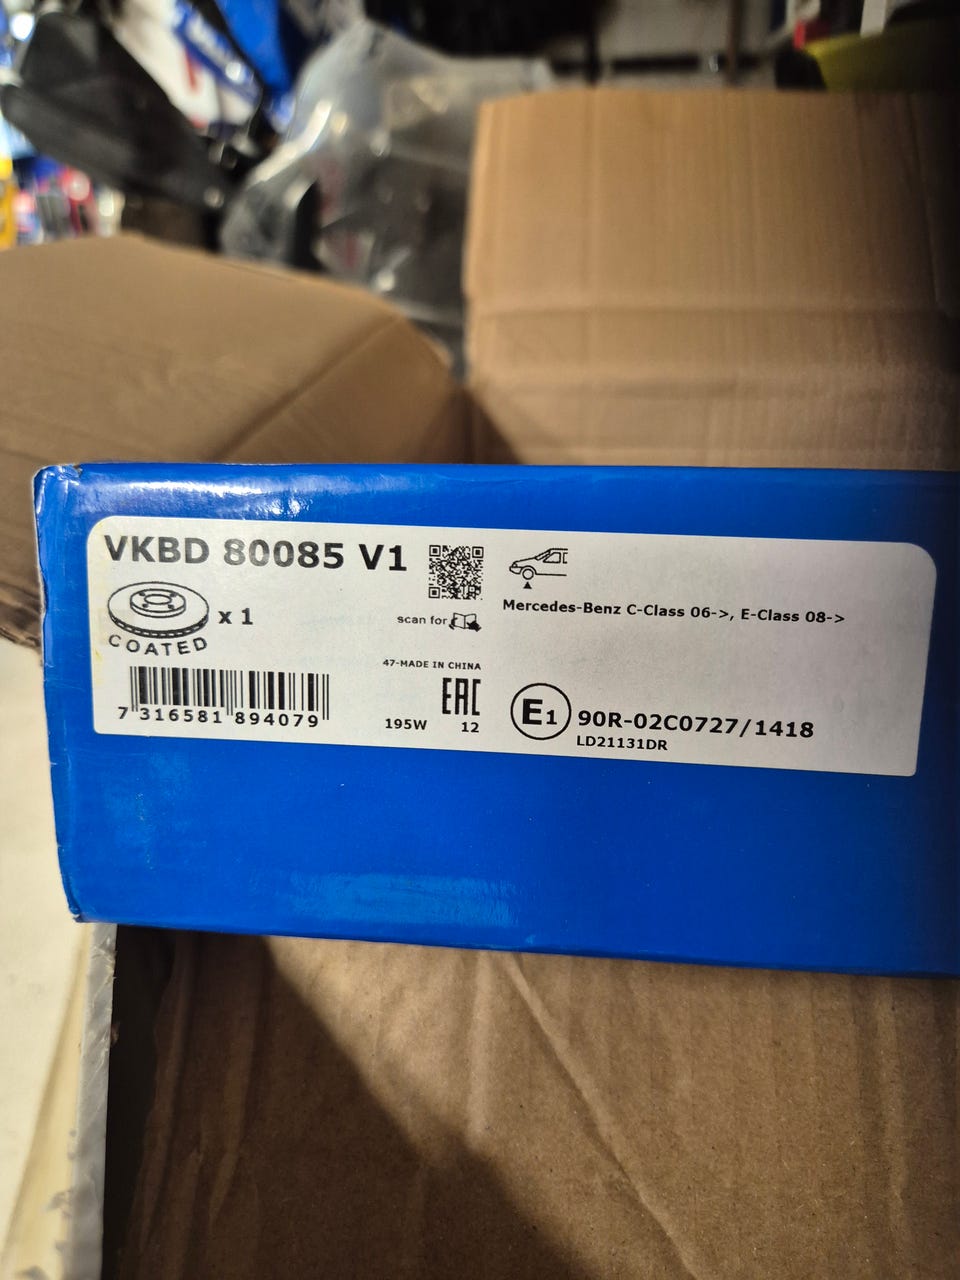 VKBD 80085 V1
x 1
COATED
scan for
7 316581 894079
47-MADE IN CHINA
EAC
195W 12
Mercedes-Benz C-Class 06->, E-Class 08->
E1 90R-02C0727/1418
LD21131DR